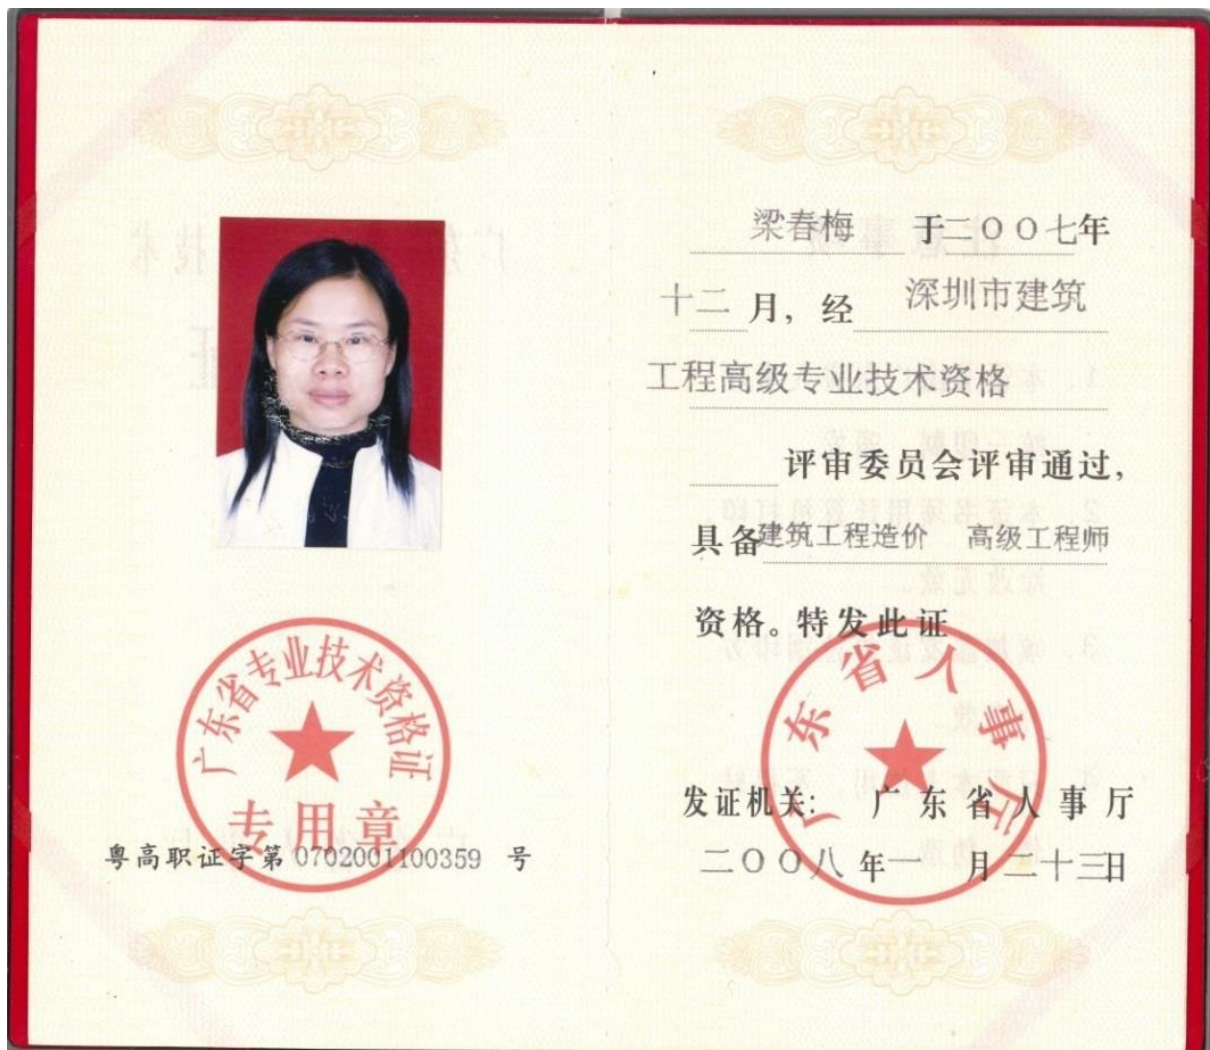 广东省专业技术资格证
专用章
粤高职证字第 0702001100359 号
梁春梅 于二〇〇七年
十二月，经 深圳市建筑
工程高级专业技术资格
评审委员会评审通过，
具备建筑工程造价 高级工程师
资格。特发此证
广东省人事厅
发证机关：广东省人事厅
二〇〇八年一月二十三日